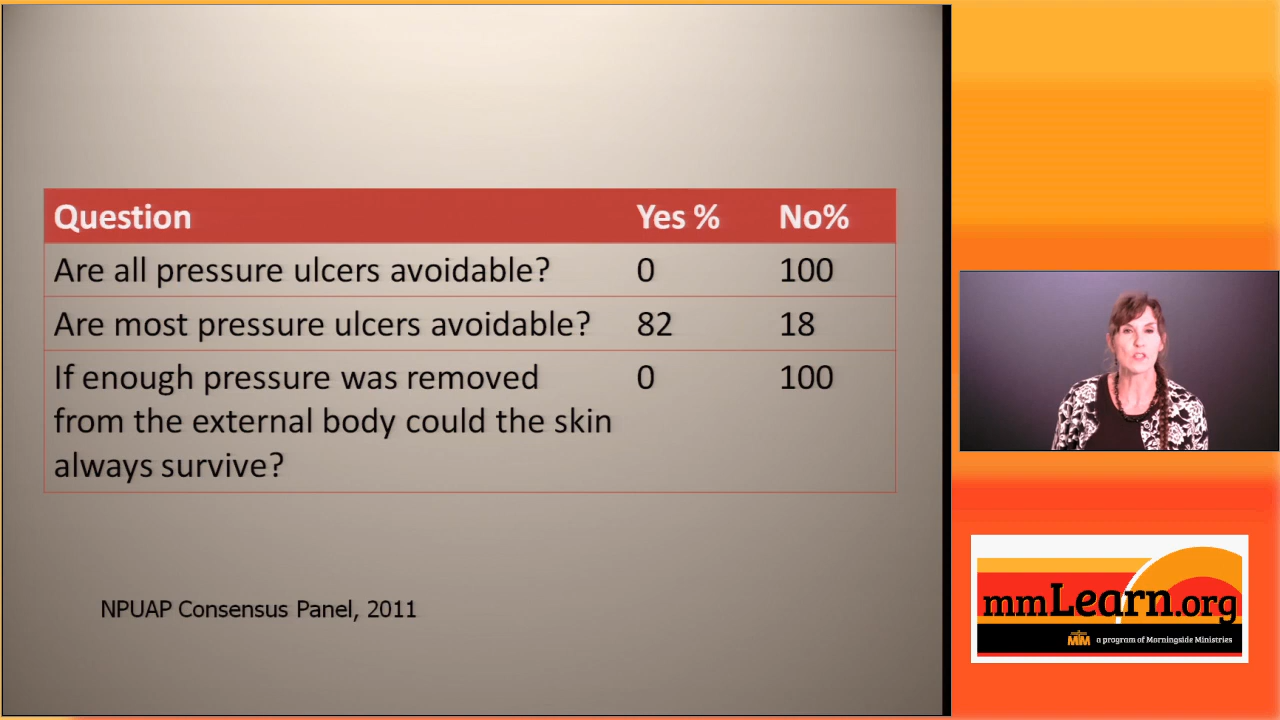 Question Yes % No%
Are all pressure ulcers avoidable? 0 100
Are most pressure ulcers avoidable? 82 18
If enough pressure was removed 0 100
from the external body could the skin
always survive?
NPUAP Consensus Panel, 2011
mmLearn.org
MM a program of Morningside Ministries